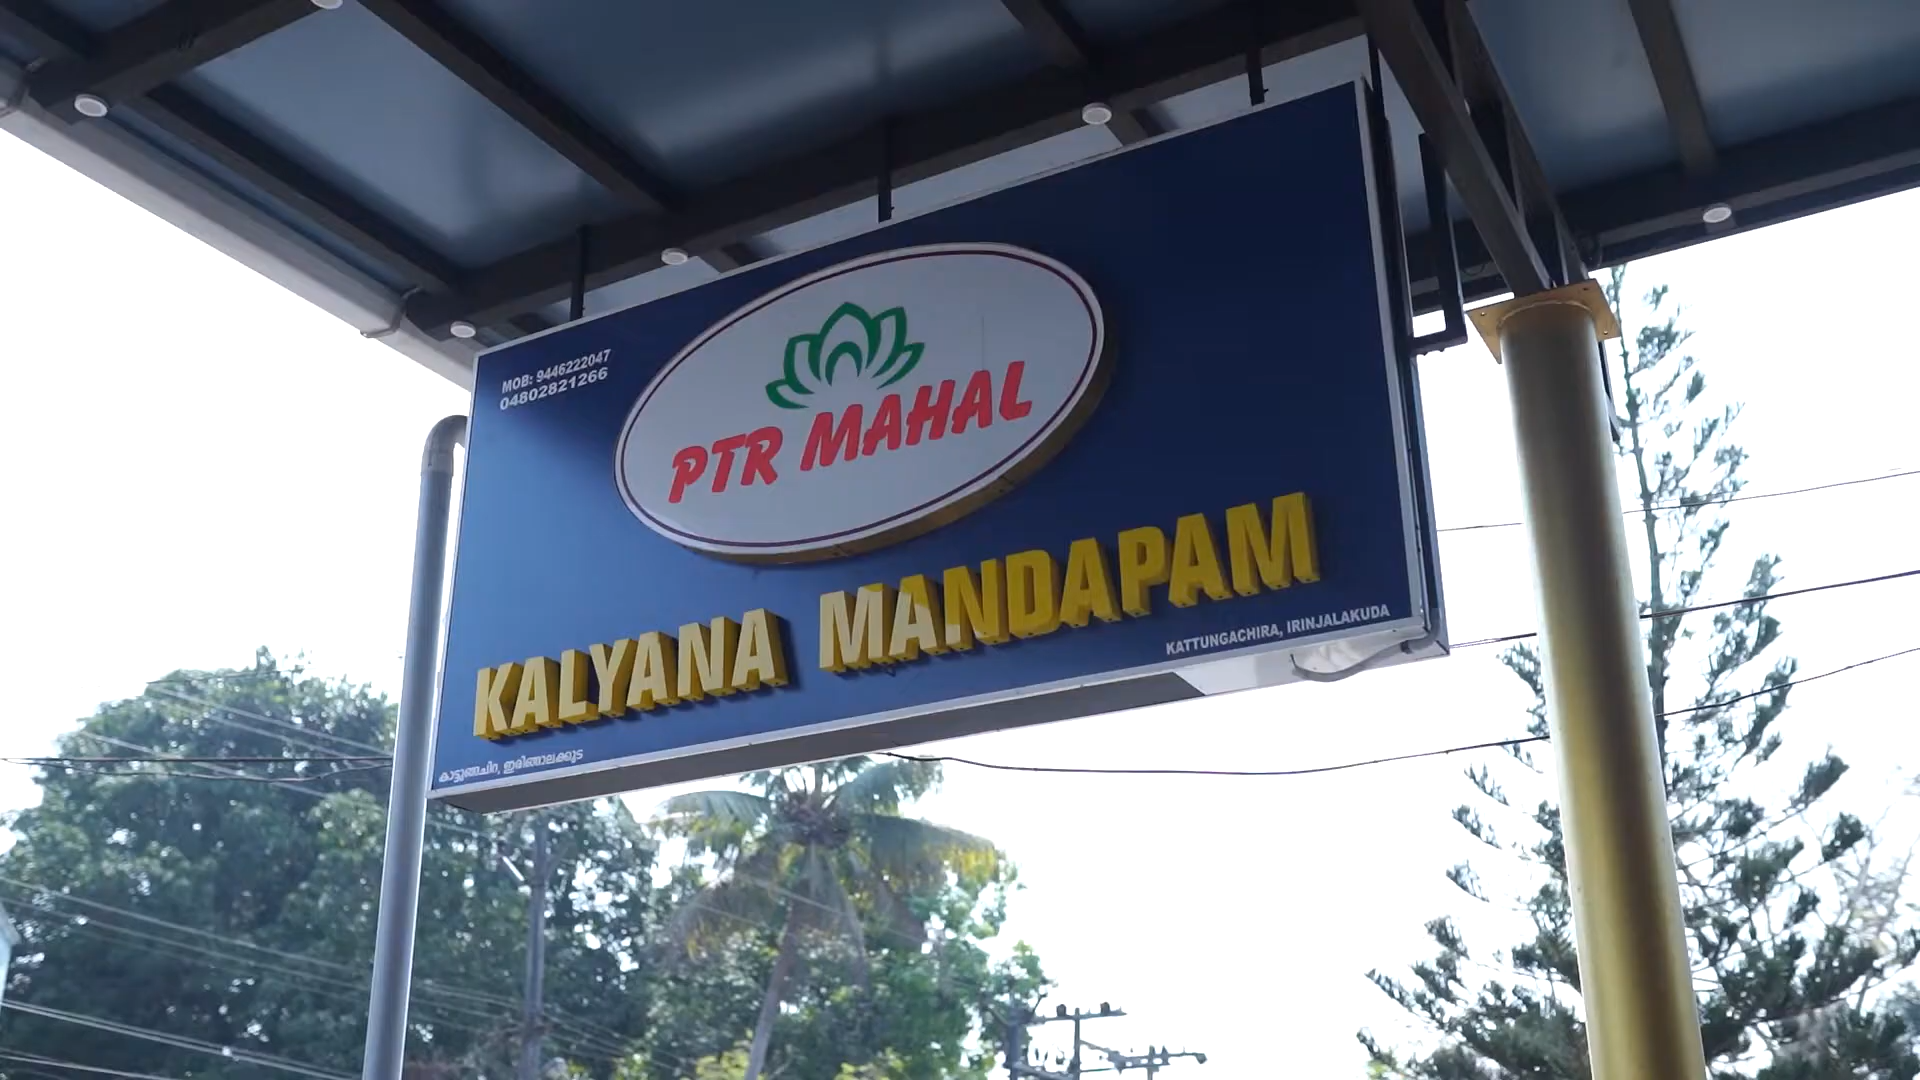 MOB: 9446222047
04802821266
PTR MAHAL
KALYANA MANDAPAM
KATTUNGACHIRA, IRINJALAKUDA
കാട്ടുങ്ങച്ചിറ, ഇരിങ്ങാലക്കുട